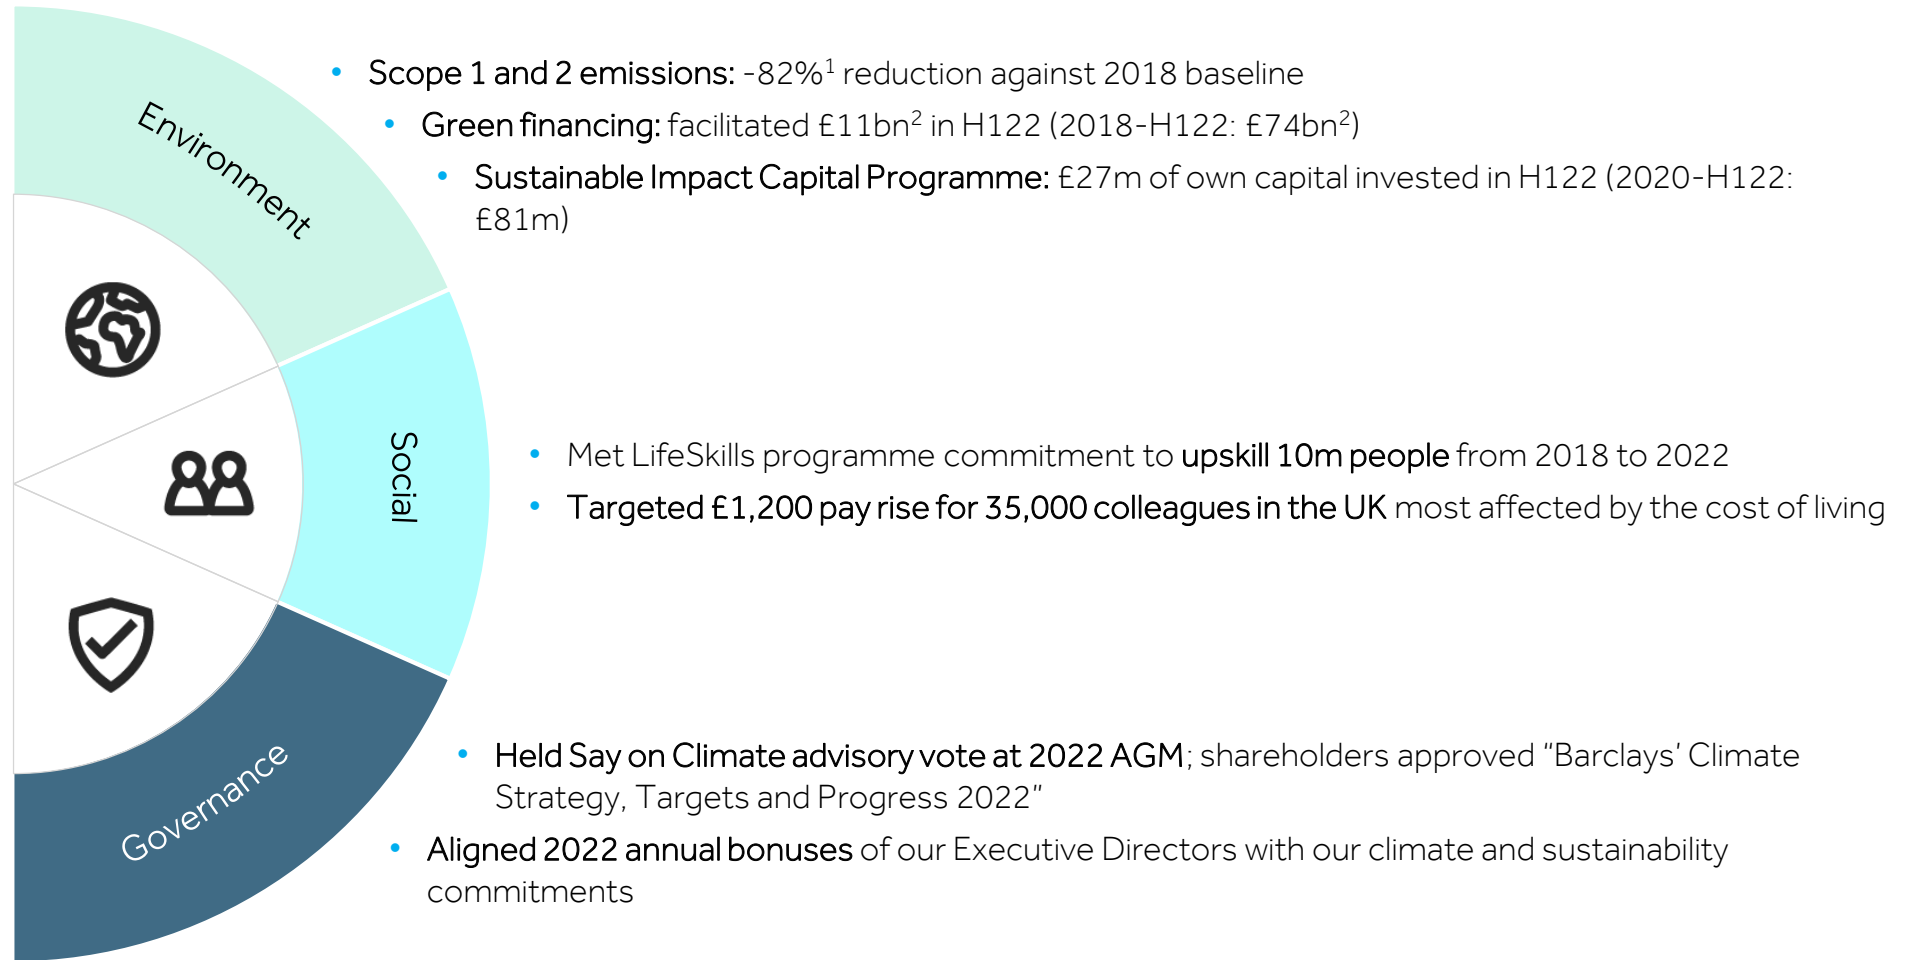 Environment
• Scope 1 and 2 emissions: -82%¹ reduction against 2018 baseline
• Green financing: facilitated £11bn² in H122 (2018-H122: £74bn²)
• Sustainable Impact Capital Programme: £27m of own capital invested in H122 (2020-H122:
£81m)
Social
• Met LifeSkills programme commitment to upskill 10m people from 2018 to 2022
• Targeted £1,200 pay rise for 35,000 colleagues in the UK most affected by the cost of living
Governance
• Held Say on Climate advisory vote at 2022 AGM; shareholders approved “Barclays’ Climate
Strategy, Targets and Progress 2022”
• Aligned 2022 annual bonuses of our Executive Directors with our climate and sustainability
commitments